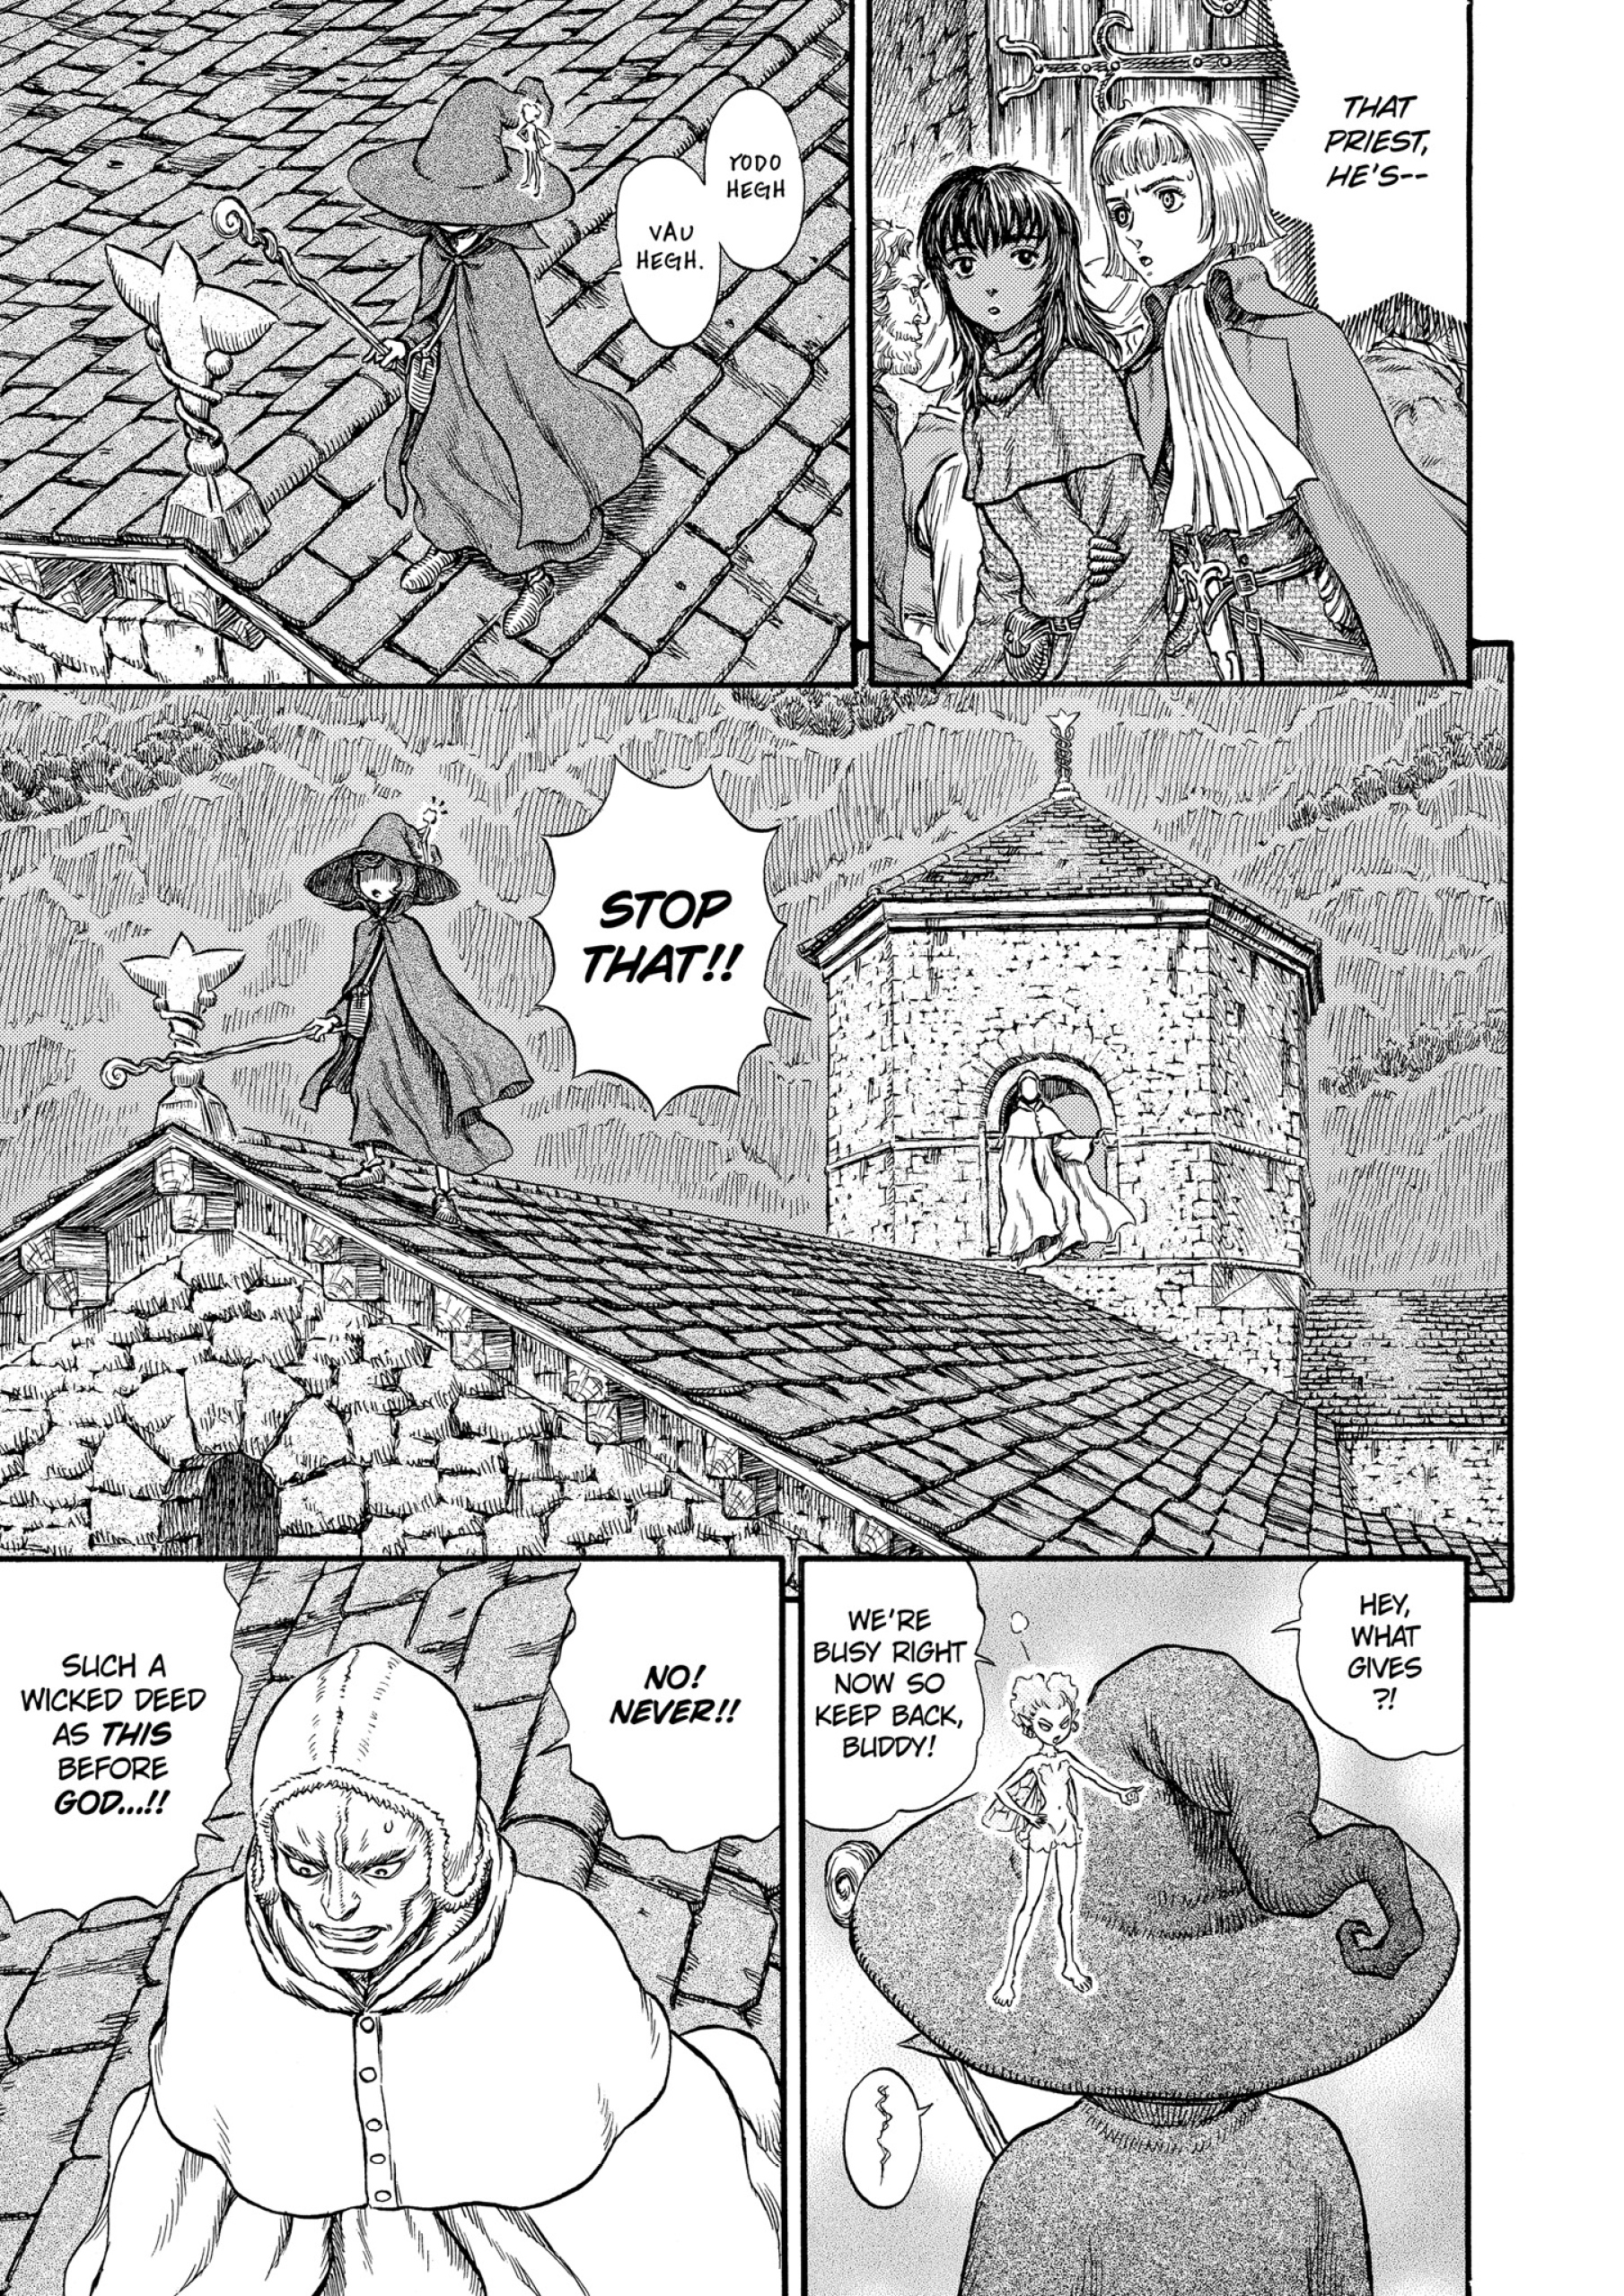 THAT
PRIEST,
HE'S--
YODO
HEGH
VAU
HEGH.
STOP
THAT!!
HEY,
WHAT
GIVES
?!
WE'RE
BUSY RIGHT
NOW SO
KEEP BACK,
BUDDY!
NO!
NEVER!!
SUCH A
WICKED DEED
AS THIS
BEFORE
GOD...!!